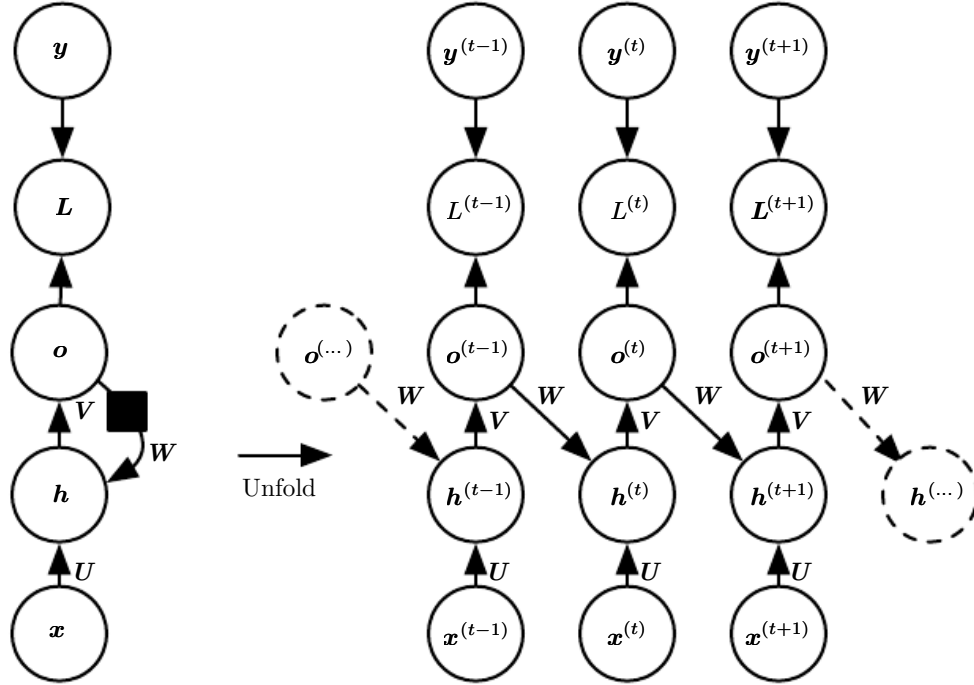 y y^(t−1) y^(t) y^(t+1)
L L^(t−1) L^(t) L^(t+1)
o o^(...) o^(t−1) o^(t) o^(t+1)
V W V W V W V W
W
Unfold
h h^(t−1) h^(t) h^(t+1) h^(...)
U U U U
x x^(t−1) x^(t) x^(t+1)